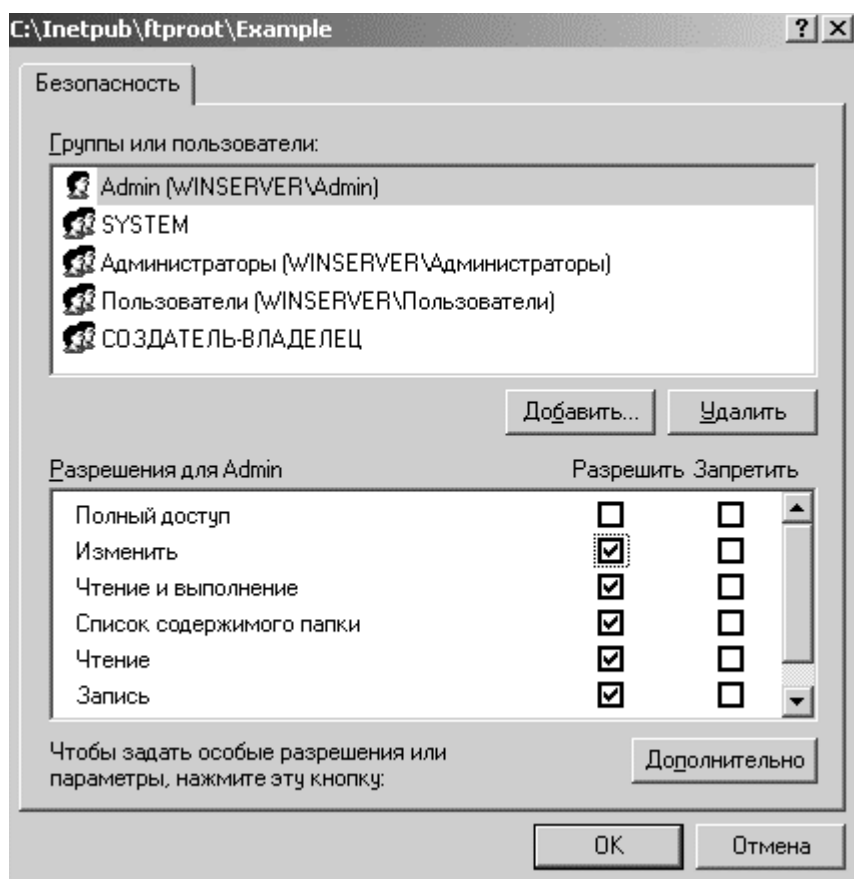 C:\Inetpub\ftproot\Example
Безопасность
Группы или пользователи:
Admin (WINSERVER\Admin)
SYSTEM
Администраторы (WINSERVER\Администраторы)
Пользователи (WINSERVER\Пользователи)
СОЗДАТЕЛЬ-ВЛАДЕЛЕЦ
Добавить... Удалить
Разрешения для Admin Разрешить Запретить
Полный доступ
Изменить
Чтение и выполнение
Список содержимого папки
Чтение
Запись
Чтобы задать особые разрешения или
параметры, нажмите эту кнопку:
Дополнительно
OK Отмена